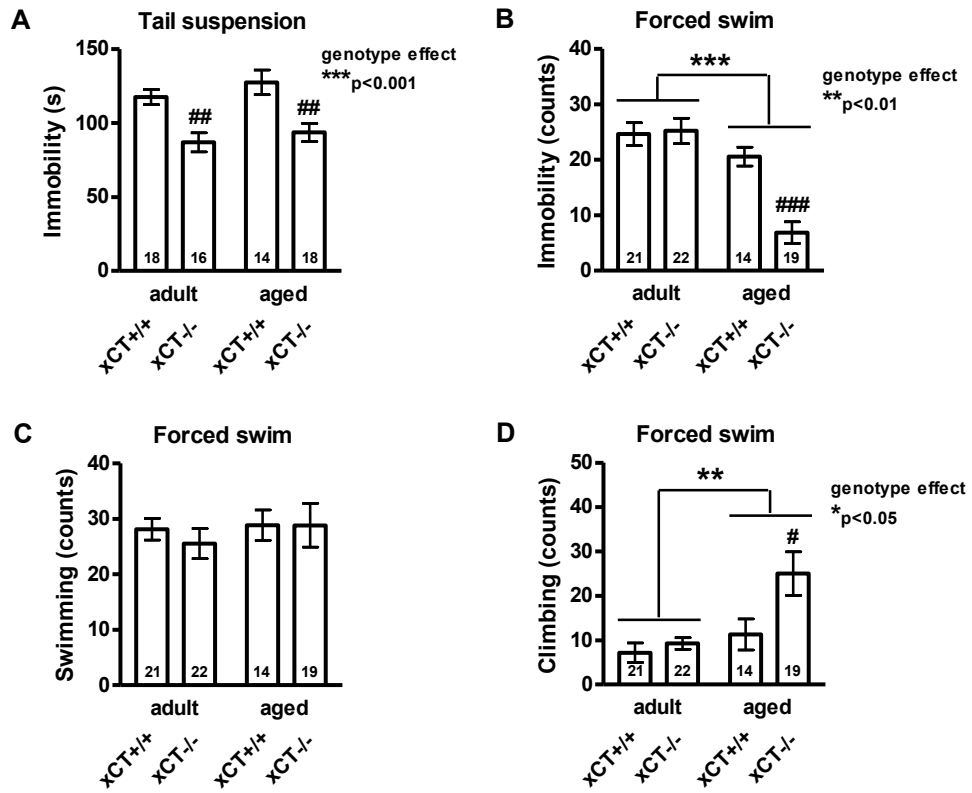 A
Tail suspension
genotype effect
***p<0.001
Immobility (s)
150
100
50
0
##
##
18
16
14
18
adult
aged
xCT+/+
xCT-/-
xCT+/+
xCT-/-
B
Forced swim
genotype effect
**p<0.01
Immobility (counts)
40
30
20
10
0
***
###
21
22
14
19
adult
aged
xCT+/+
xCT-/-
xCT+/+
xCT-/-
C
Forced swim
Swimming (counts)
40
30
20
10
0
21
22
14
19
adult
aged
xCT+/+
xCT-/-
xCT+/+
xCT-/-
D
Forced swim
genotype effect
*p<0.05
Climbing (counts)
50
40
30
20
10
0
**
#
21
22
14
19
adult
aged
xCT+/+
xCT-/-
xCT+/+
xCT-/-